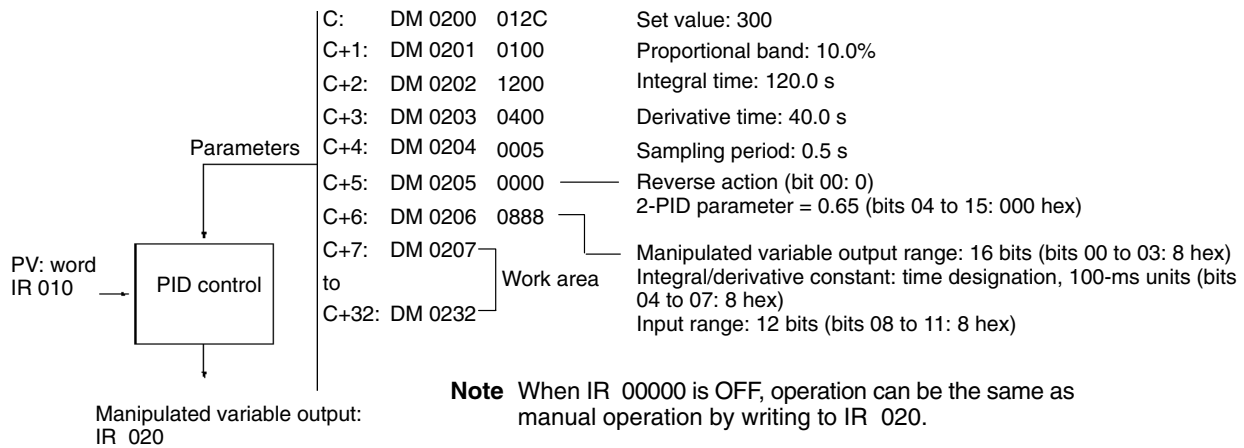 C: DM 0200 012C Set value: 300
C+1: DM 0201 0100 Proportional band: 10.0%
C+2: DM 0202 1200 Integral time: 120.0 s
C+3: DM 0203 0400 Derivative time: 40.0 s
Parameters C+4: DM 0204 0005 Sampling period: 0.5 s
C+5: DM 0205 0000 Reverse action (bit 00: 0)
2-PID parameter = 0.65 (bits 04 to 15: 000 hex)
C+6: DM 0206 0888
C+7: DM 0207 Manipulated variable output range: 16 bits (bits 00 to 03: 8 hex)
PV: word
IR 010
PID control
to
Work area
Integral/derivative constant: time designation, 100-ms units (bits
04 to 07: 8 hex)
C+32: DM 0232 Input range: 12 bits (bits 08 to 11: 8 hex)
Note When IR 00000 is OFF, operation can be the same as
manual operation by writing to IR 020.
Manipulated variable output:
IR 020